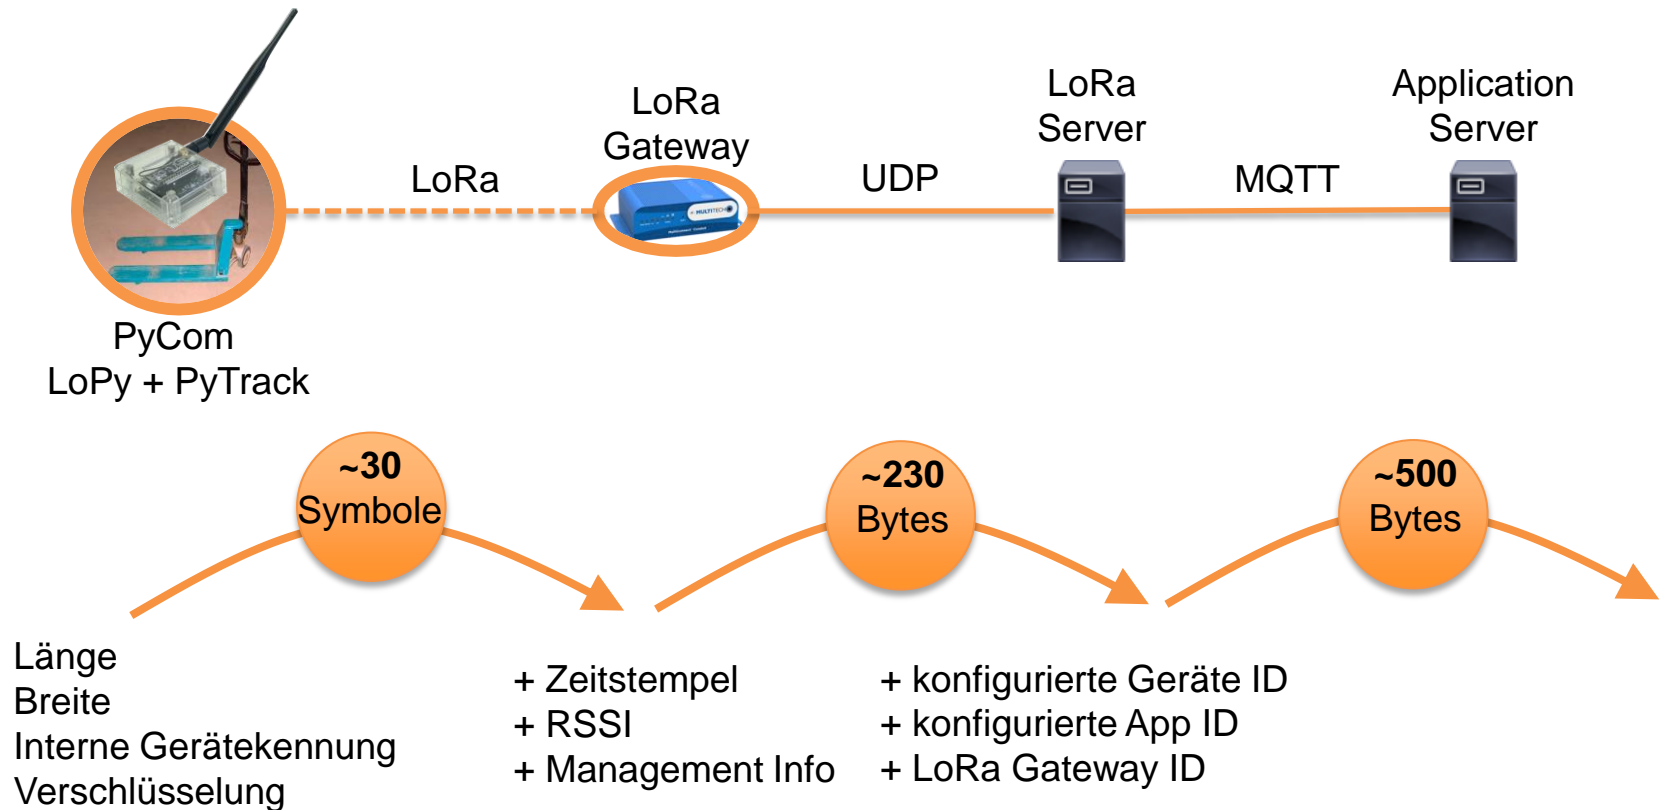 LoRa
Gateway
LoRa
Server
Application
Server
LoRa
UDP
MQTT
MULTITECH
PyCom
LoPy + PyTrack
~30
Symbole
~230
Bytes
~500
Bytes
Länge
Breite
Interne Gerätekennung
Verschlüsselung
+ Zeitstempel
+ RSSI
+ Management Info
+ konfigurierte Geräte ID
+ konfigurierte App ID
+ LoRa Gateway ID